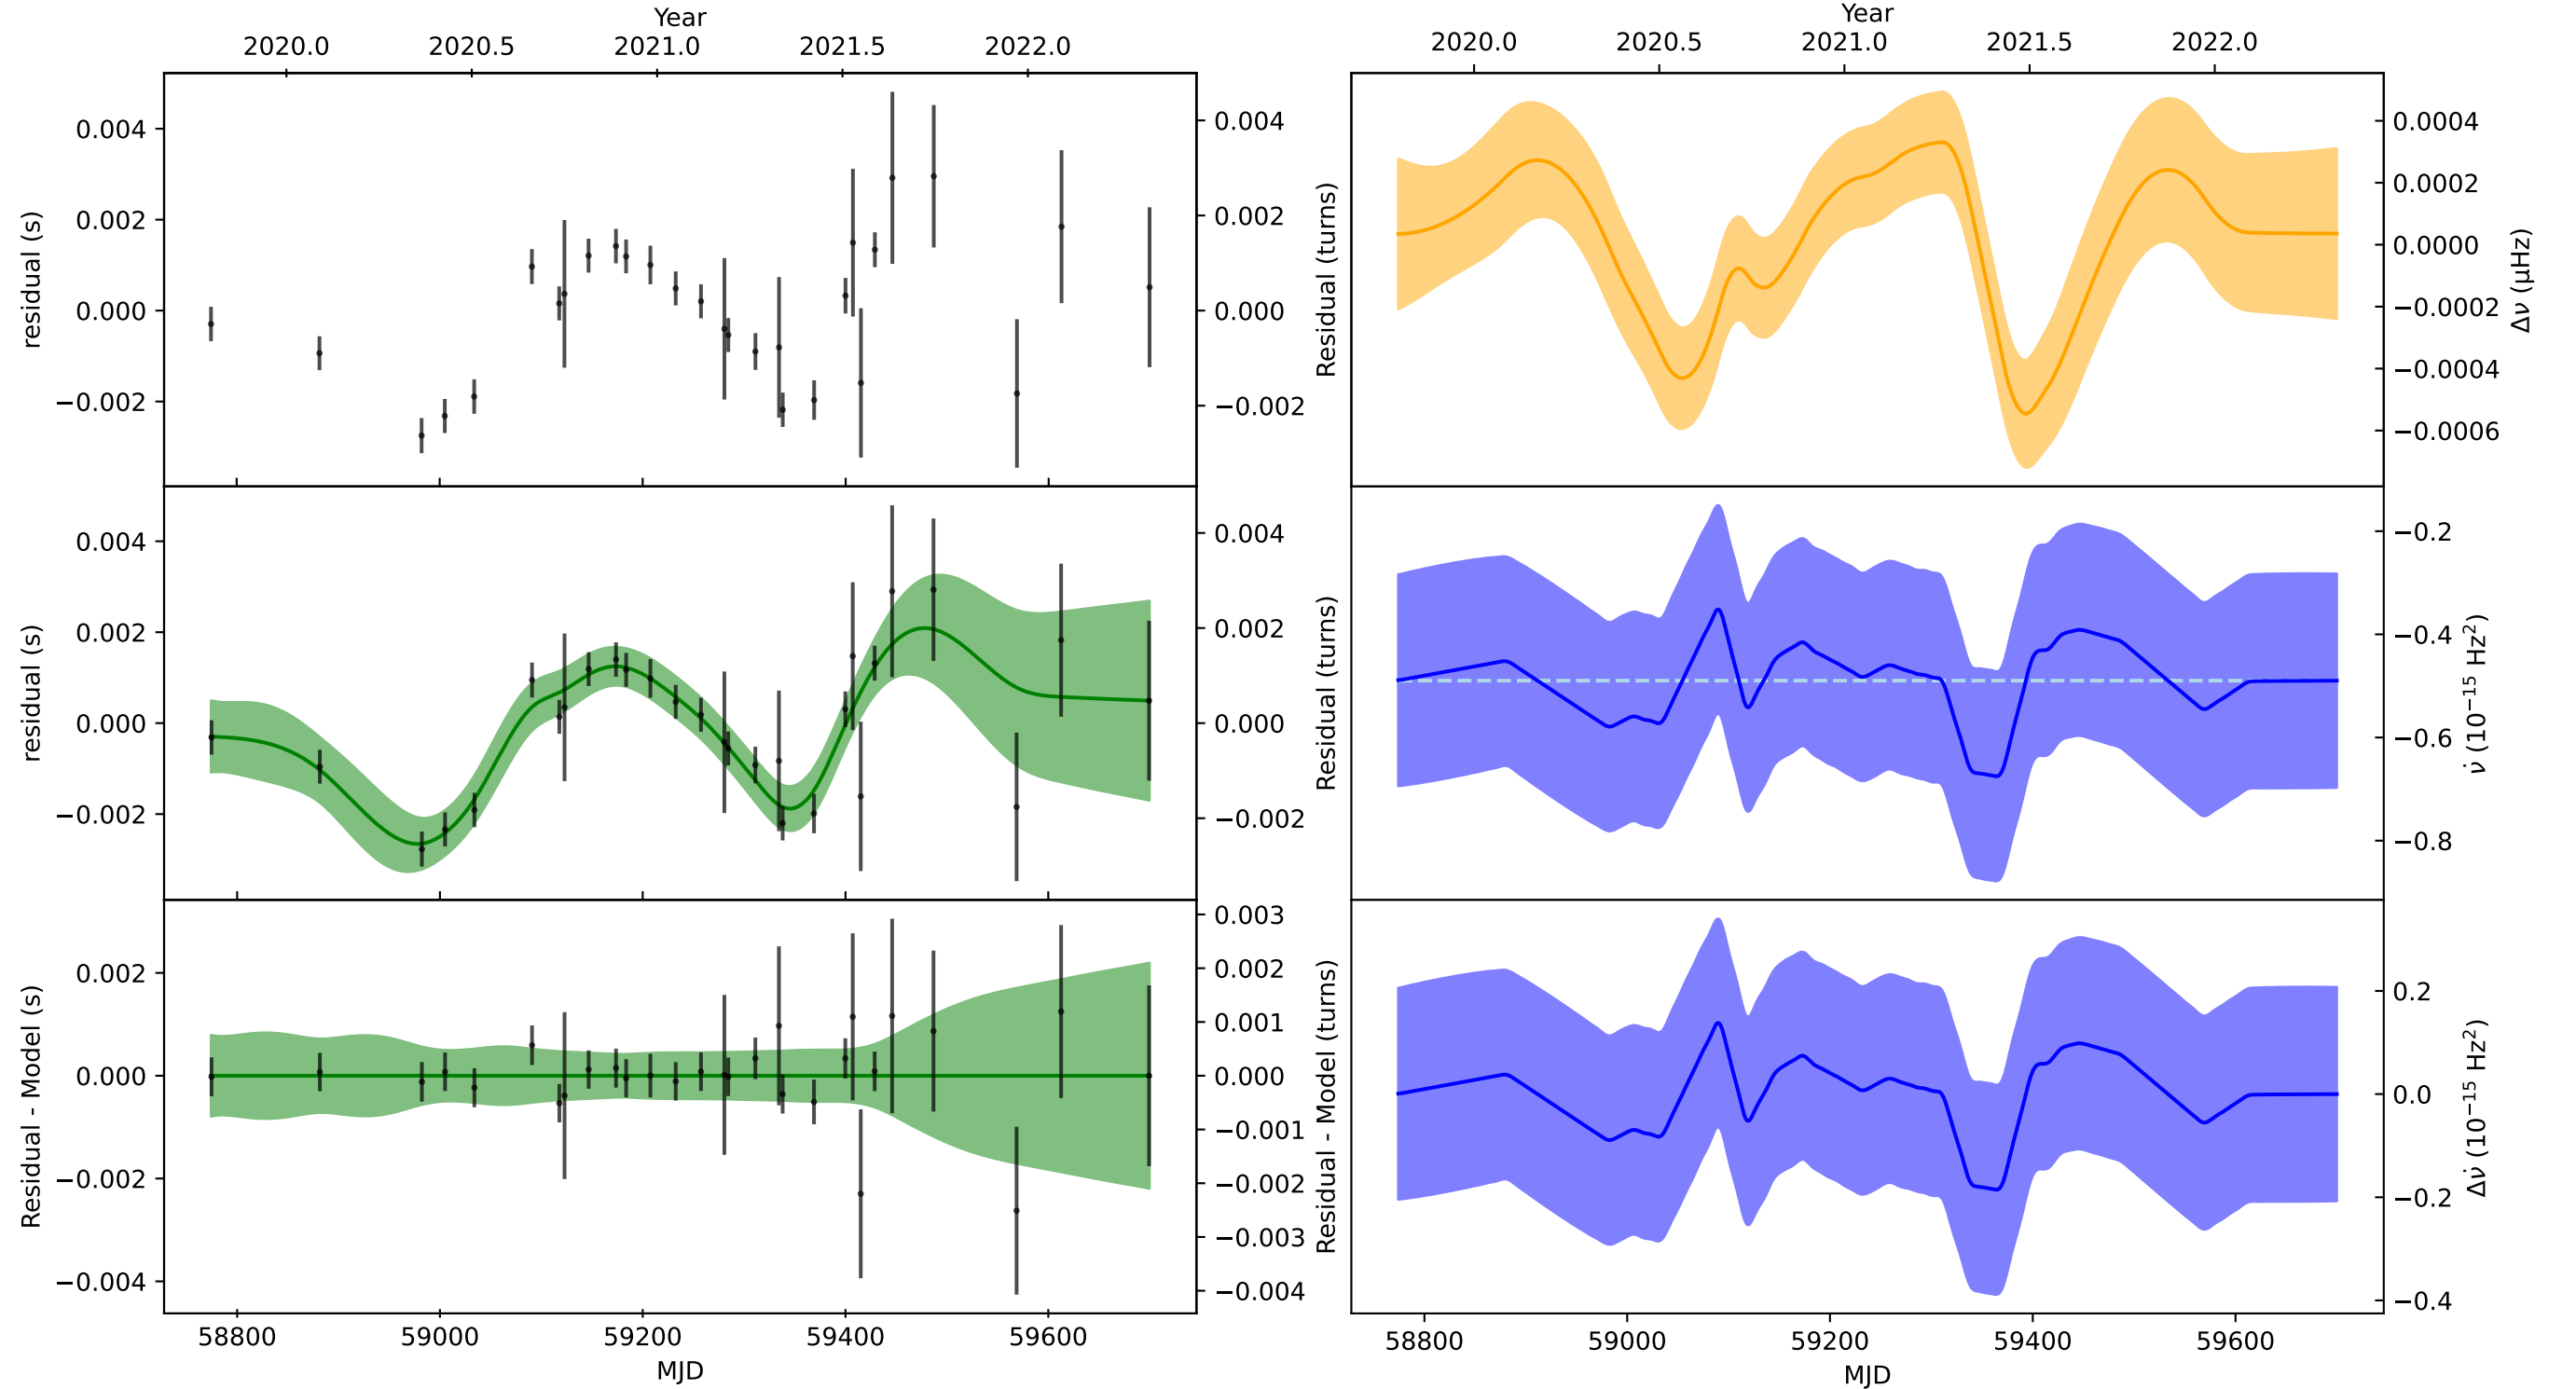 Year
2020.0 2020.5 2021.0 2021.5 2022.0
residual (s)
0.004
0.002
0.000
−0.002
0.004
0.002
0.000
−0.002
Residual (turns)
residual (s)
0.004
0.002
0.000
−0.002
0.004
0.002
0.000
−0.002
Residual (turns)
Residual - Model (s)
0.002
0.000
−0.002
−0.004
0.003
0.002
0.001
0.000
−0.001
−0.002
−0.003
−0.004
Residual - Model (turns)
58800 59000 59200 59400 59600
MJD
Year
2020.0 2020.5 2021.0 2021.5 2022.0
0.0004
0.0002
0.0000
−0.0002
−0.0004
−0.0006
Δν (μHz)
−0.2
−0.4
−0.6
−0.8
ν̇ (10⁻¹⁵ Hz²)
0.2
0.0
−0.2
−0.4
Δν̇ (10⁻¹⁵ Hz²)
58800 59000 59200 59400 59600
MJD